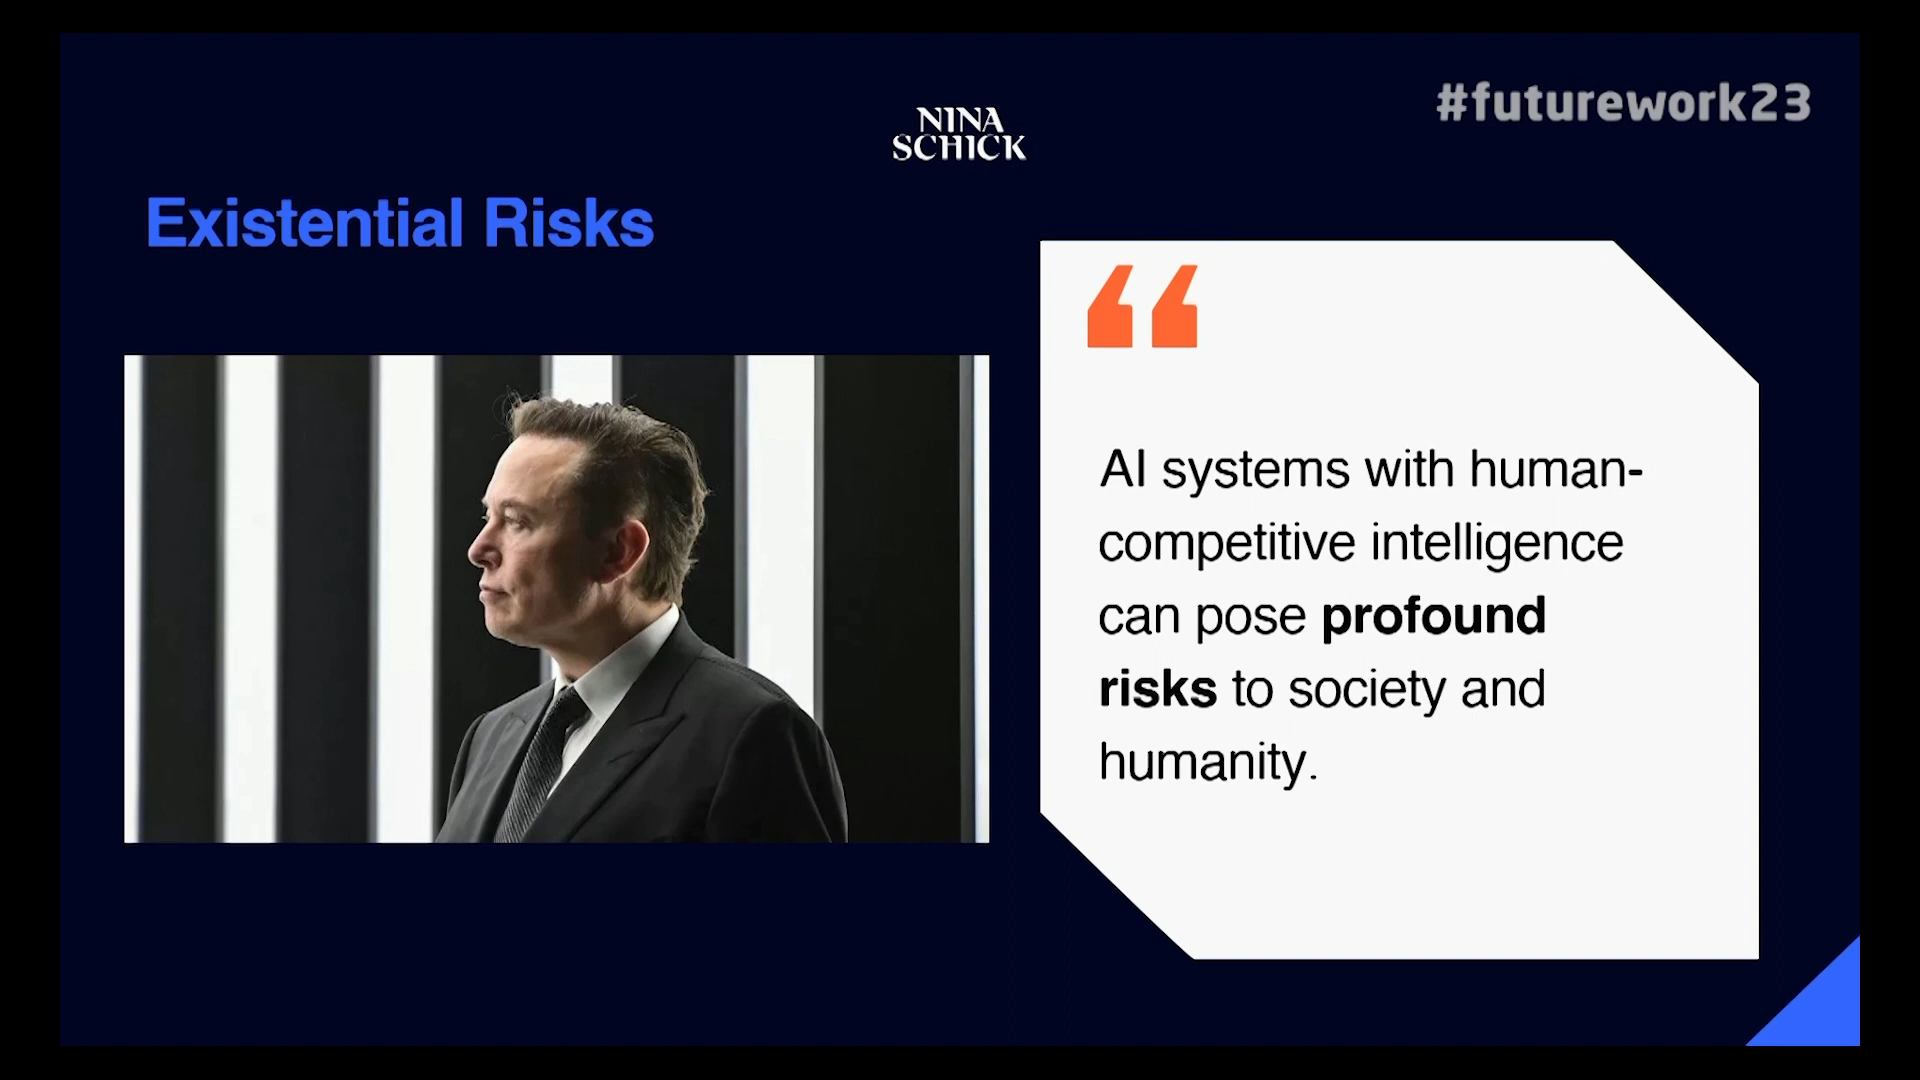 #futurework23
NINA
SCHICK
Existential Risks
“
AI systems with human-
competitive intelligence
can pose profound
risks to society and
humanity.